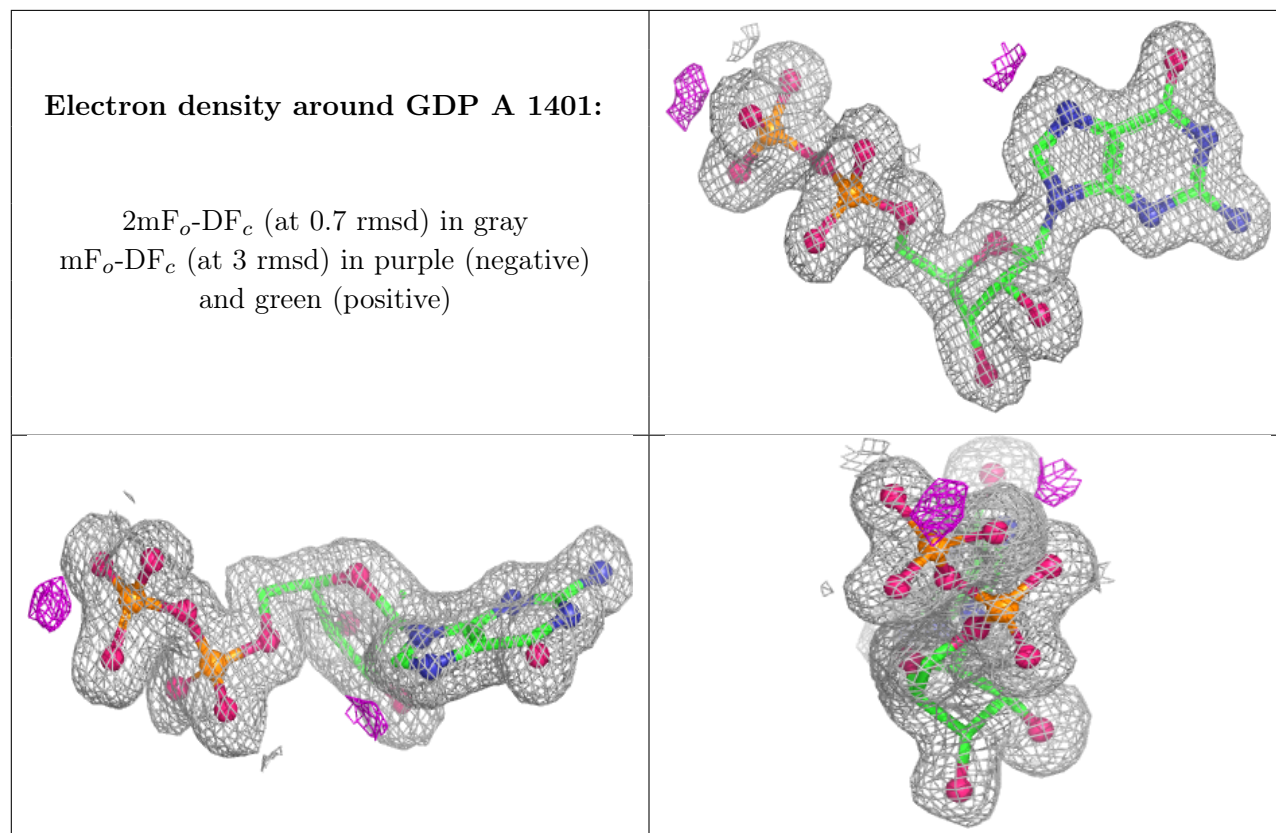 Electron density around GDP A 1401:
2mFₒ-DF𝒸 (at 0.7 rmsd) in gray
mFₒ-DF𝒸 (at 3 rmsd) in purple (negative)
and green (positive)